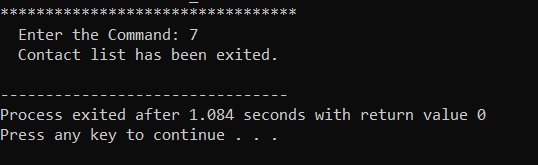 *********************************
Enter the Command: 7
Contact list has been exited.
--------------------------------
Process exited after 1.084 seconds with return value 0
Press any key to continue . . .